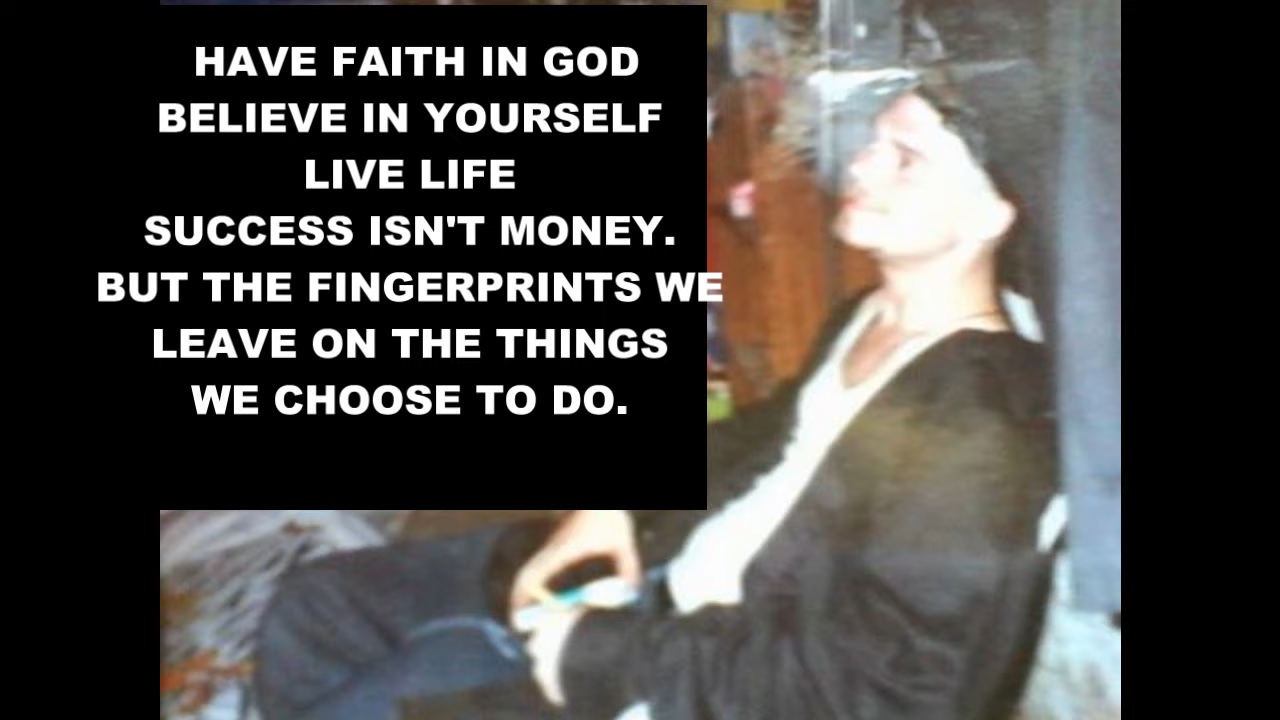 HAVE FAITH IN GOD
BELIEVE IN YOURSELF
LIVE LIFE
SUCCESS ISN'T MONEY.
BUT THE FINGERPRINTS WE
LEAVE ON THE THINGS
WE CHOOSE TO DO.